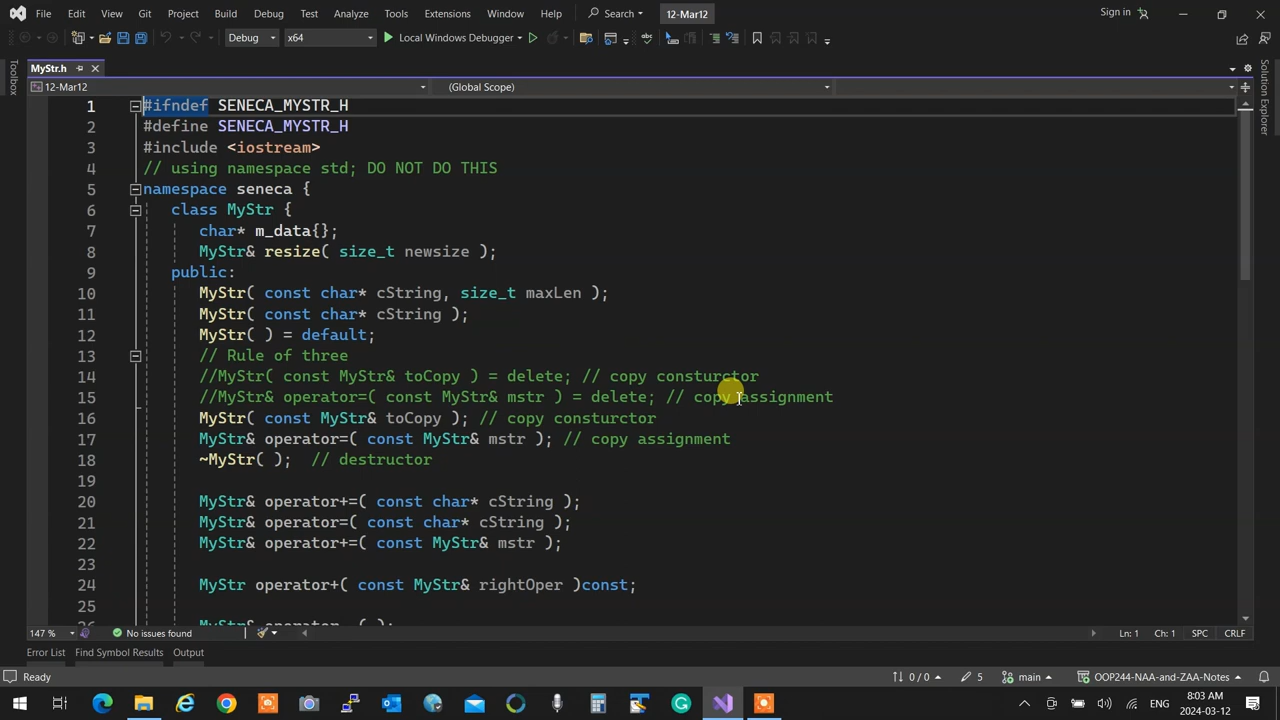 File Edit View Git Project Build Debug Test Analyze Tools Extensions Window Help Search 12-Mar12 Sign in
Debug x64 Local Windows Debugger
MyStr.h
12-Mar12 (Global Scope)
Toolbox
Solution Explorer
1 #ifndef SENECA_MYSTR_H
2 #define SENECA_MYSTR_H
3 #include <iostream>
4 // using namespace std; DO NOT DO THIS
5 namespace seneca {
6 class MyStr {
7 char* m_data{};
8 MyStr& resize( size_t newsize );
9 public:
10 MyStr( const char* cString, size_t maxLen );
11 MyStr( const char* cString );
12 MyStr( ) = default;
13 // Rule of three
14 //MyStr( const MyStr& toCopy ) = delete; // copy consturctor
15 //MyStr& operator=( const MyStr& mstr ) = delete; // copy assignment
16 MyStr( const MyStr& toCopy ); // copy consturctor
17 MyStr& operator=( const MyStr& mstr ); // copy assignment
18 ~MyStr( ); // destructor
19
20 MyStr& operator+=( const char* cString );
21 MyStr& operator=( const char* cString );
22 MyStr& operator+=( const MyStr& mstr );
23
24 MyStr operator+( const MyStr& rightOper )const;
25
147 % No issues found Ln: 1 Ch: 1 SPC CRLF
Error List Find Symbol Results Output
Ready 0 / 0 5 main OOP244-NAA-and-ZAA-Notes
ENG 8:03 AM
2024-03-12